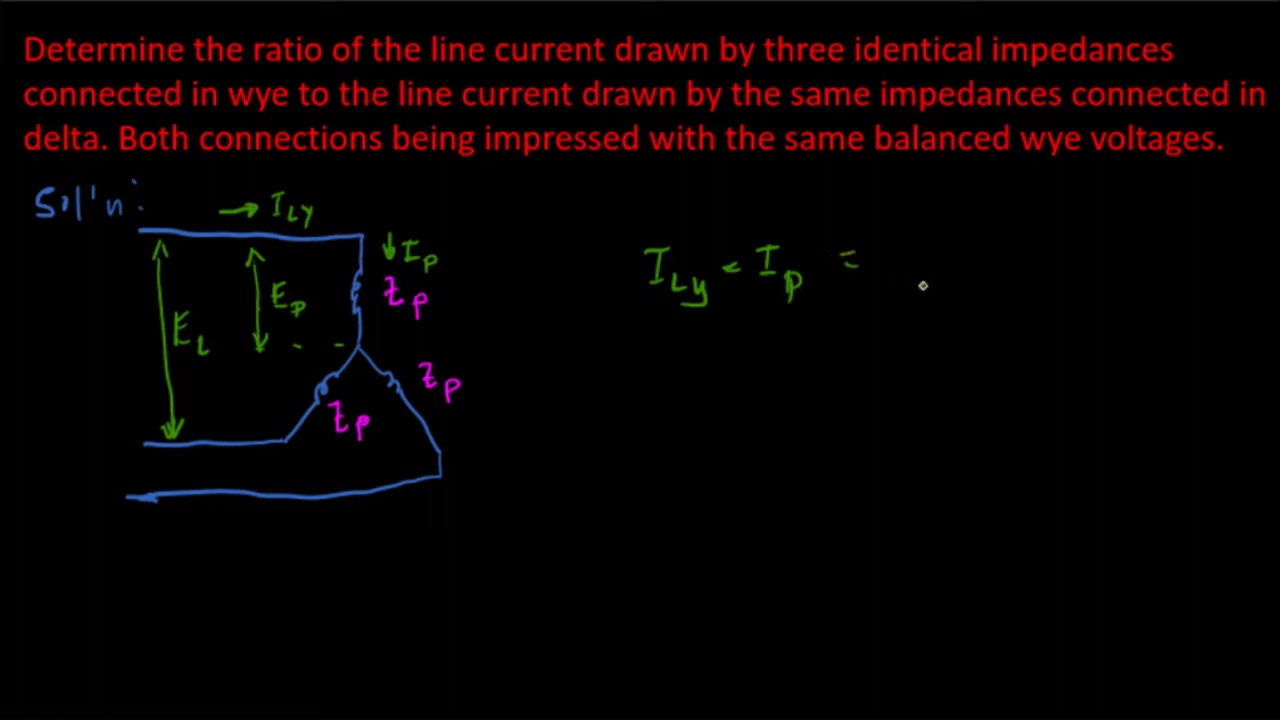 Determine the ratio of the line current drawn by three identical impedances
connected in wye to the line current drawn by the same impedances connected in
delta. Both connections being impressed with the same balanced wye voltages.
Sol'n:
→ I_LY
↓ I_P
E_P
Z_P
E_L
Z_P
Z_P
I_Ly = I_P =